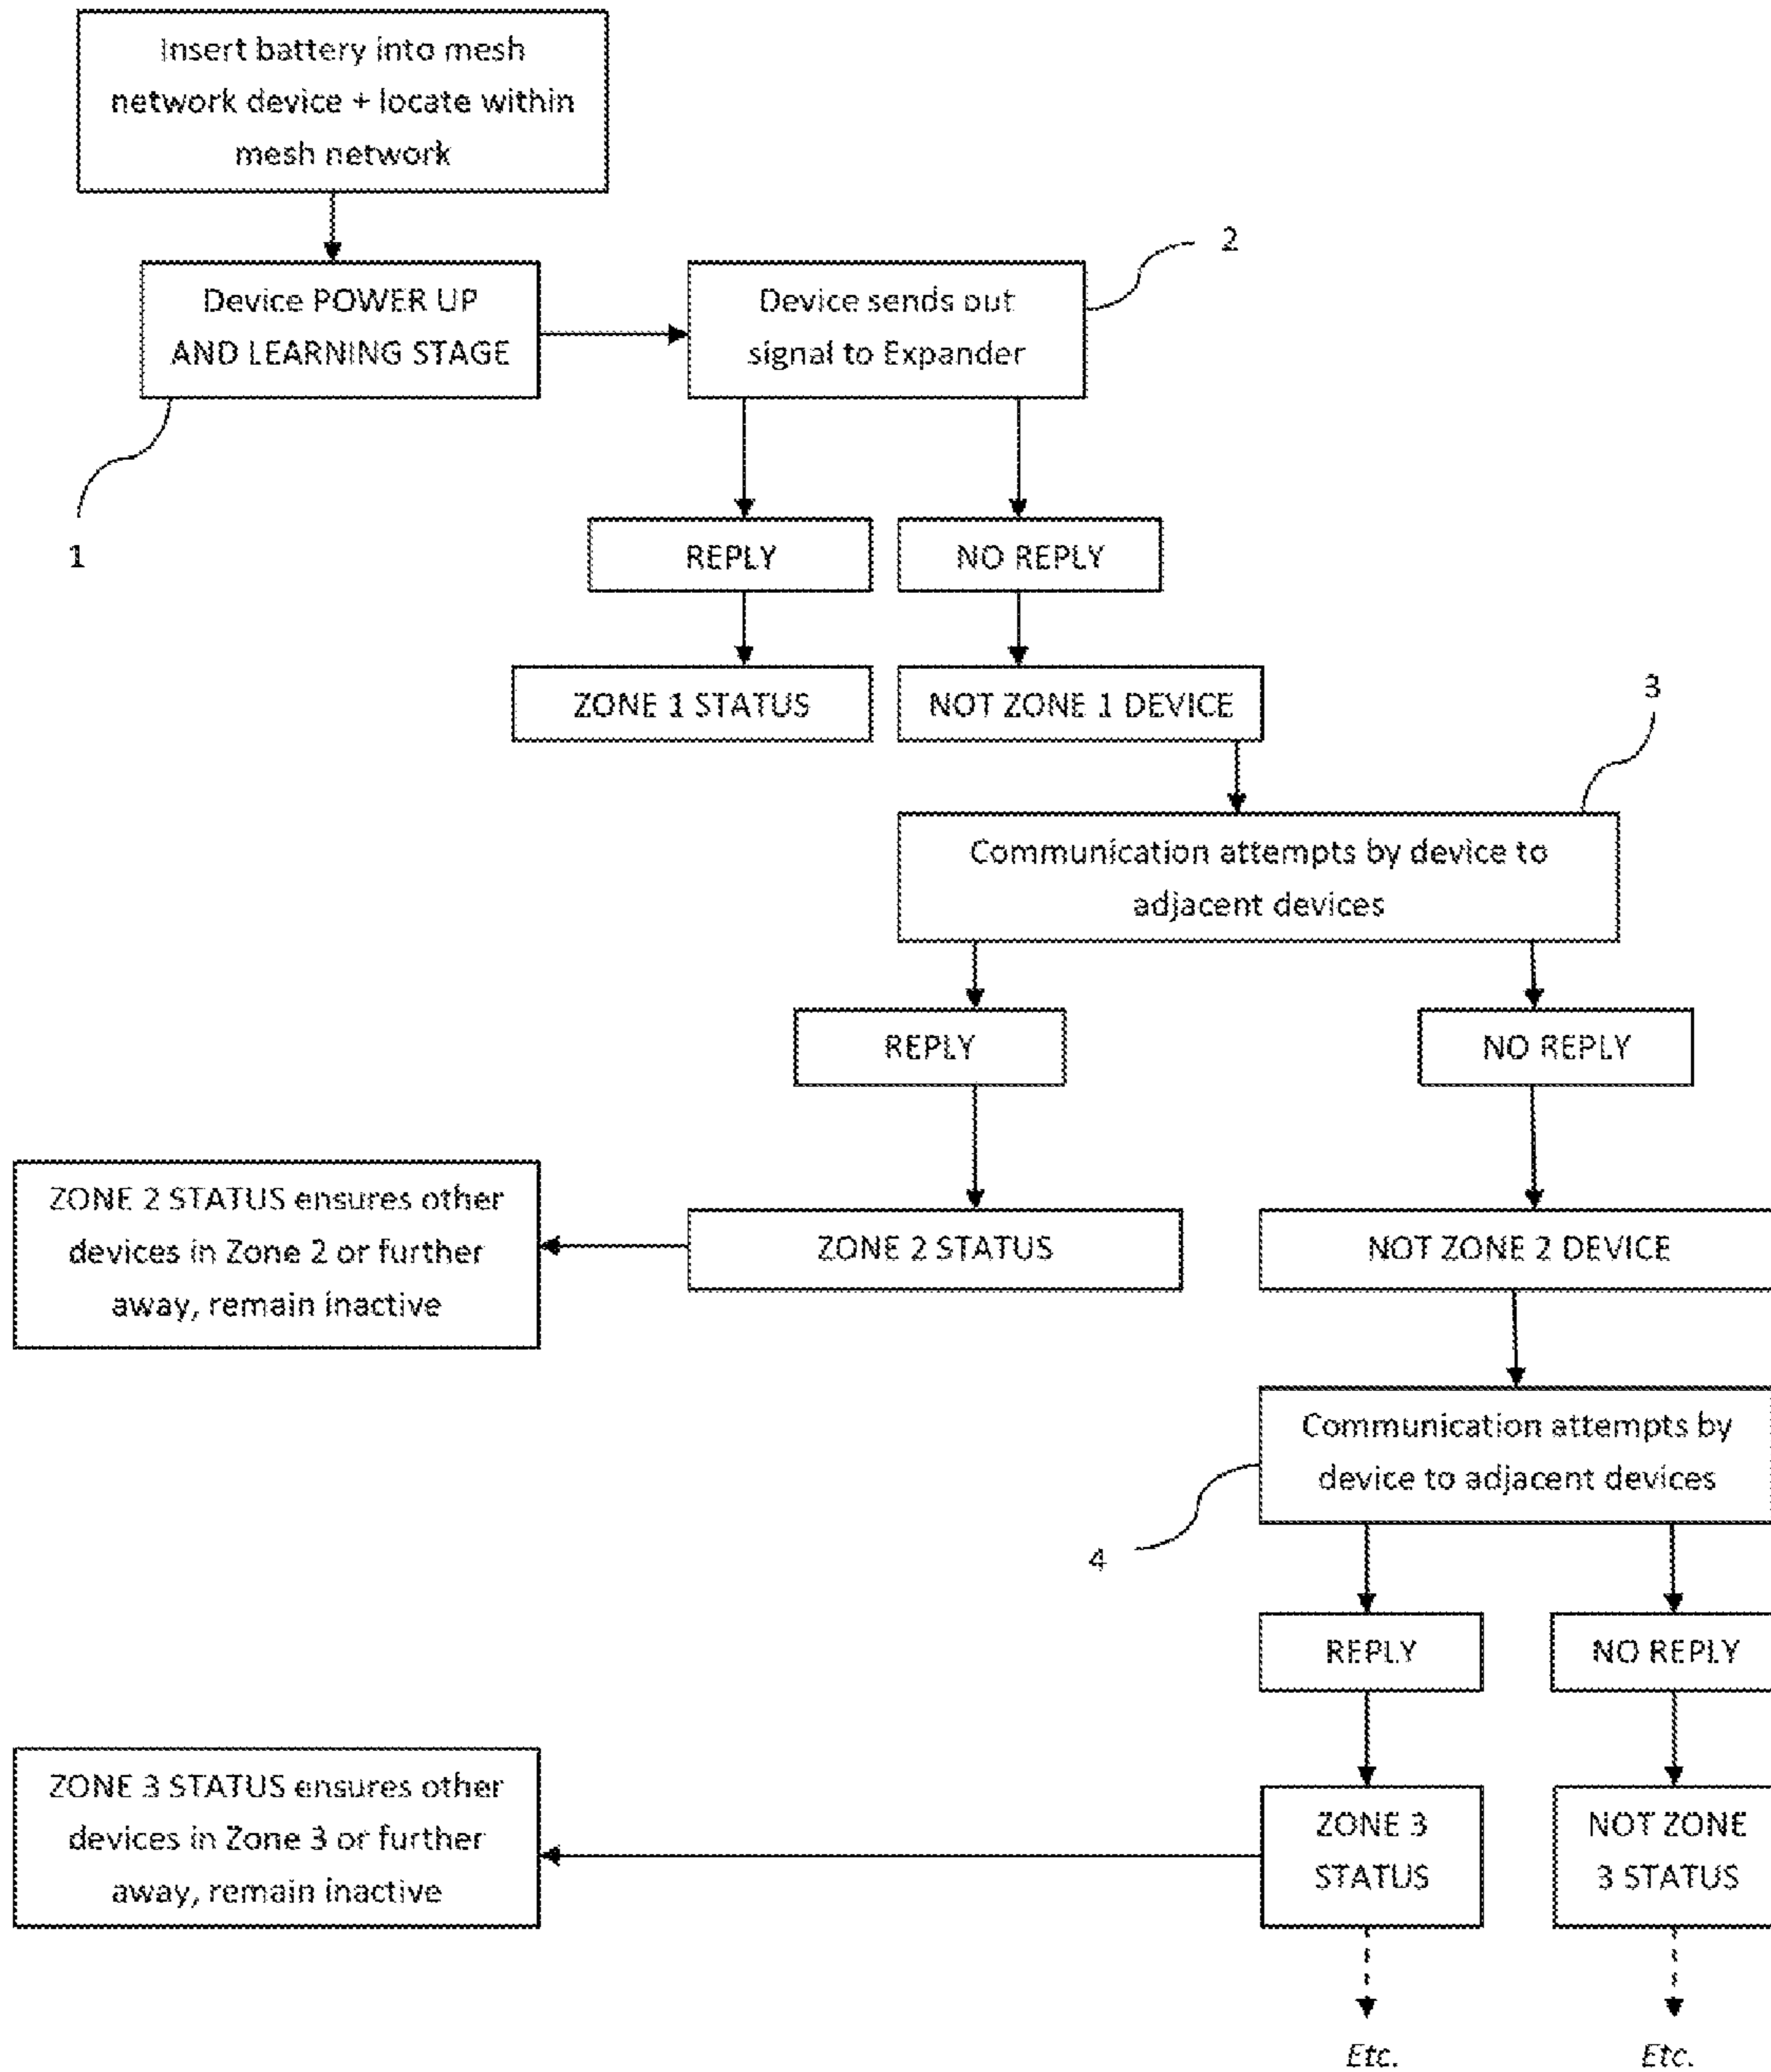 Insert battery into mesh
network device + locate within
mesh network
2
Device POWER UP
AND LEARNING STAGE
Device sends out
signal to Expander
1
REPLY
NO REPLY
ZONE 1 STATUS
NOT ZONE 1 DEVICE
3
Communication attempts by device to
adjacent devices
REPLY
NO REPLY
ZONE 2 STATUS ensures other
devices in Zone 2 or further
away, remain inactive
ZONE 2 STATUS
NOT ZONE 2 DEVICE
Communication attempts by
device to adjacent devices
4
REPLY
NO REPLY
ZONE 3 STATUS ensures other
devices in Zone 3 or further
away, remain inactive
ZONE 3
STATUS
NOT ZONE
3 STATUS
Etc.
Etc.